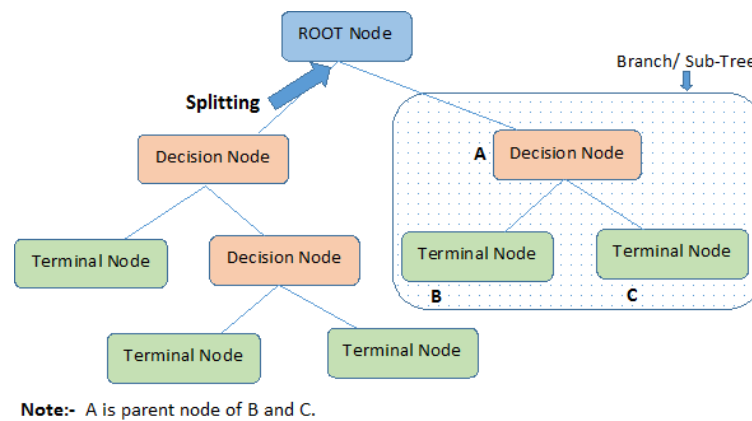 ROOT Node
Branch/ Sub-Tree
Splitting
Decision Node
A
Decision Node
Terminal Node
Decision Node
Terminal Node
Terminal Node
B
C
Terminal Node
Terminal Node
Note:- A is parent node of B and C.